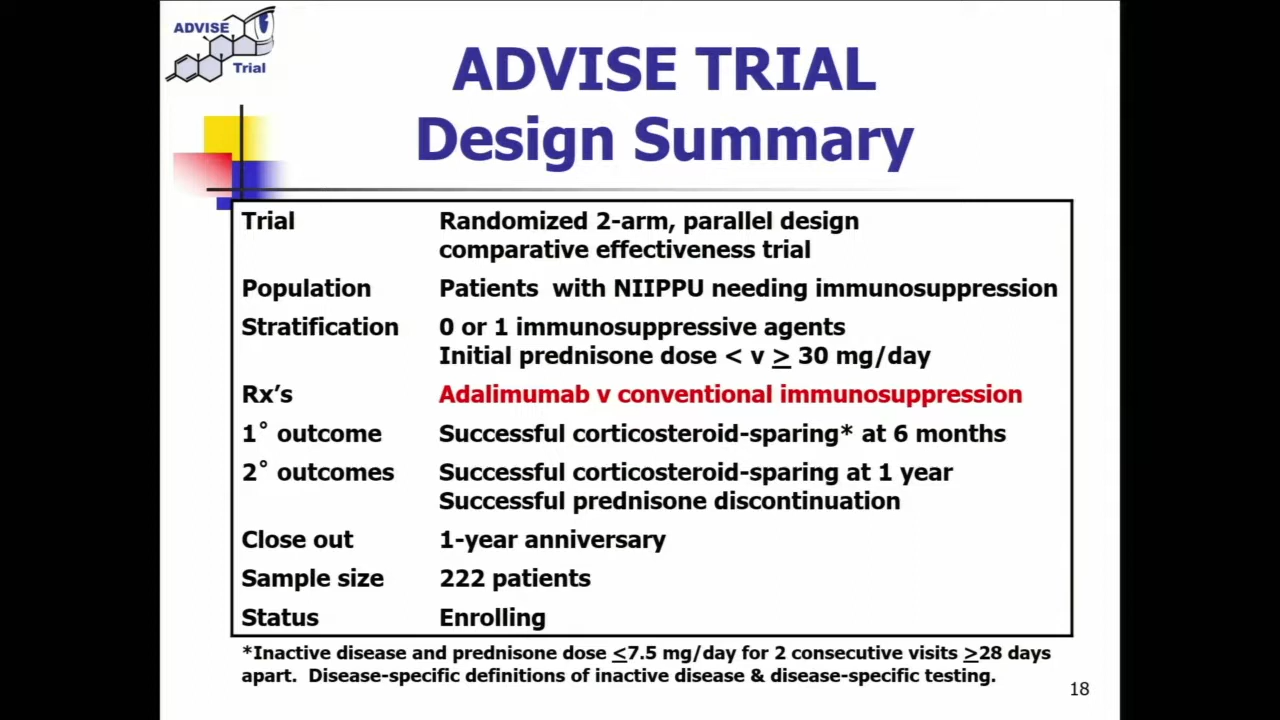 ADVISE
Trial
ADVISE TRIAL
Design Summary
Trial Randomized 2-arm, parallel design
comparative effectiveness trial
Population Patients with NIIPPU needing immunosuppression
Stratification 0 or 1 immunosuppressive agents
Initial prednisone dose < v ≥ 30 mg/day
Rx’s Adalimumab v conventional immunosuppression
1˚ outcome Successful corticosteroid-sparing* at 6 months
2˚ outcomes Successful corticosteroid-sparing at 1 year
Successful prednisone discontinuation
Close out 1-year anniversary
Sample size 222 patients
Status Enrolling
*Inactive disease and prednisone dose ≤7.5 mg/day for 2 consecutive visits ≥28 days
apart. Disease-specific definitions of inactive disease & disease-specific testing.
18